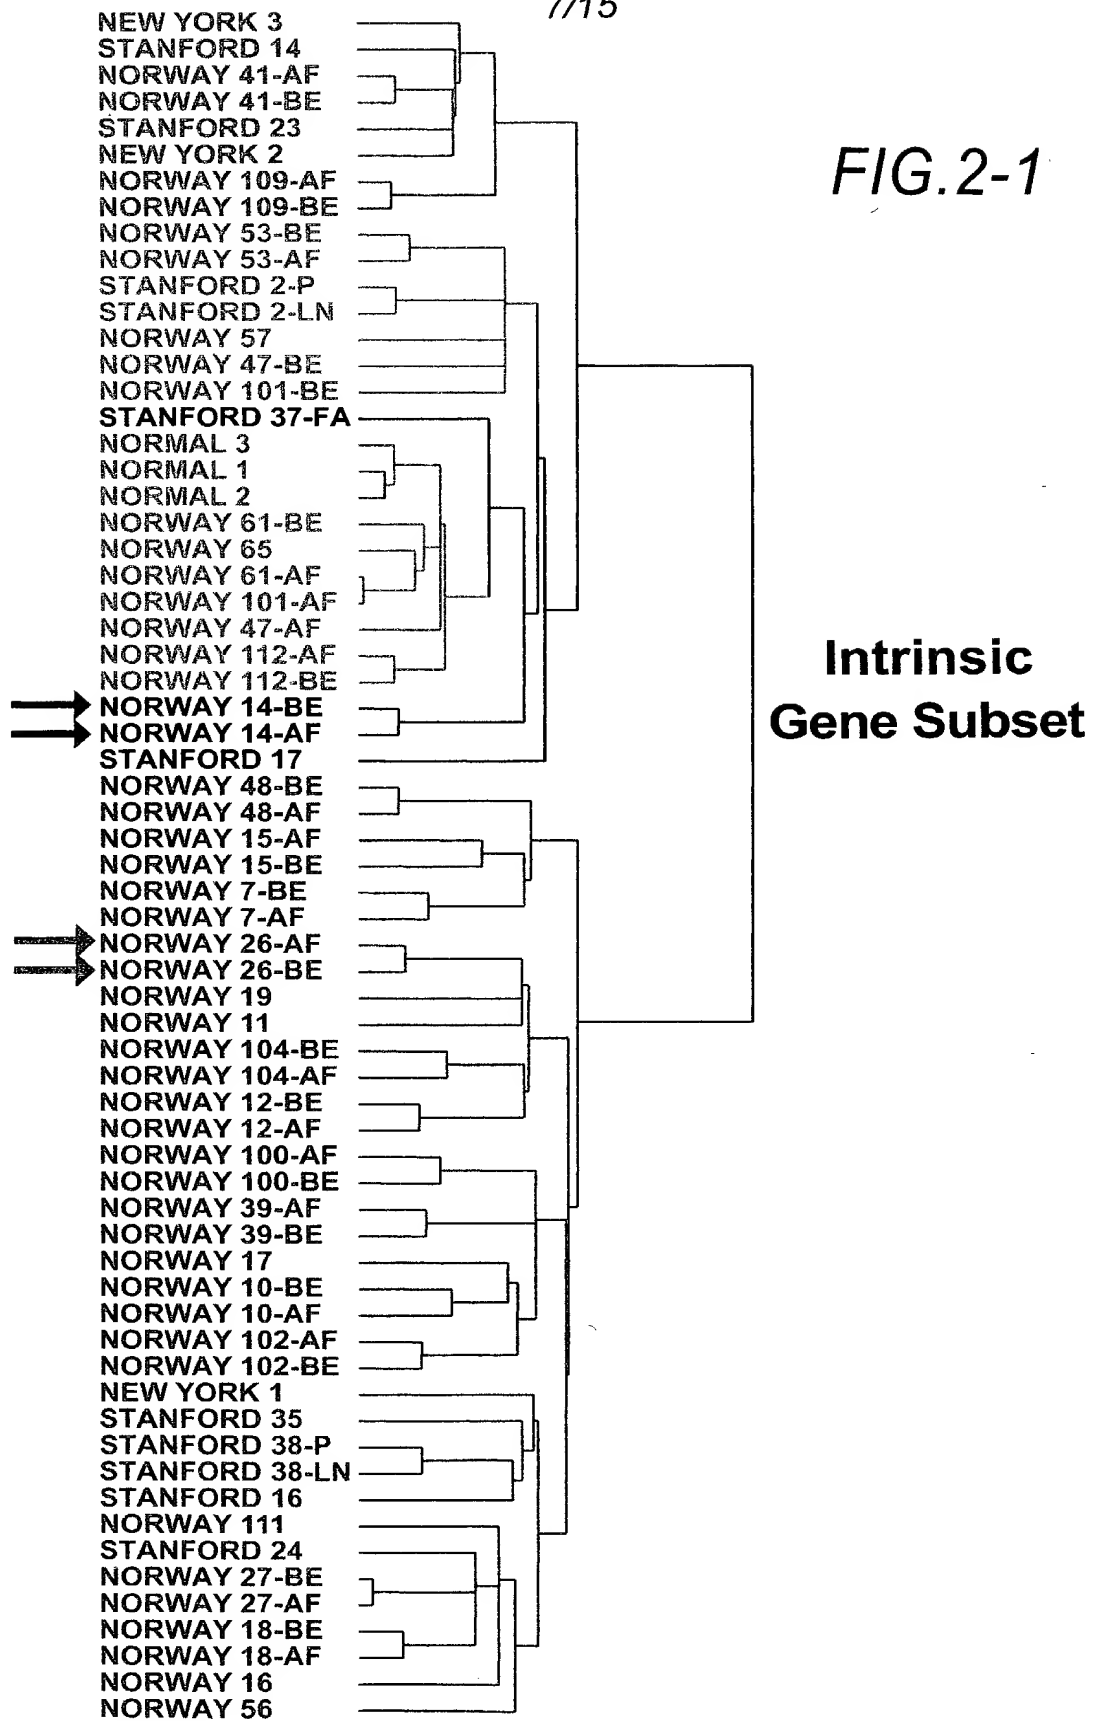 7/15
NEW YORK 3
STANFORD 14
NORWAY 41-AF
NORWAY 41-BE
STANFORD 23
NEW YORK 2
NORWAY 109-AF
NORWAY 109-BE
NORWAY 53-BE
NORWAY 53-AF
STANFORD 2-P
STANFORD 2-LN
NORWAY 57
NORWAY 47-BE
NORWAY 101-BE
STANFORD 37-FA
NORMAL 3
NORMAL 1
NORMAL 2
NORWAY 61-BE
NORWAY 65
NORWAY 61-AF
NORWAY 101-AF
NORWAY 47-AF
NORWAY 112-AF
NORWAY 112-BE
NORWAY 14-BE
NORWAY 14-AF
STANFORD 17
NORWAY 48-BE
NORWAY 48-AF
NORWAY 15-AF
NORWAY 15-BE
NORWAY 7-BE
NORWAY 7-AF
NORWAY 26-AF
NORWAY 26-BE
NORWAY 19
NORWAY 11
NORWAY 104-BE
NORWAY 104-AF
NORWAY 12-BE
NORWAY 12-AF
NORWAY 100-AF
NORWAY 100-BE
NORWAY 39-AF
NORWAY 39-BE
NORWAY 17
NORWAY 10-BE
NORWAY 10-AF
NORWAY 102-AF
NORWAY 102-BE
NEW YORK 1
STANFORD 35
STANFORD 38-P
STANFORD 38-LN
STANFORD 16
NORWAY 111
STANFORD 24
NORWAY 27-BE
NORWAY 27-AF
NORWAY 18-BE
NORWAY 18-AF
NORWAY 16
NORWAY 56
FIG.2-1
Intrinsic
Gene Subset